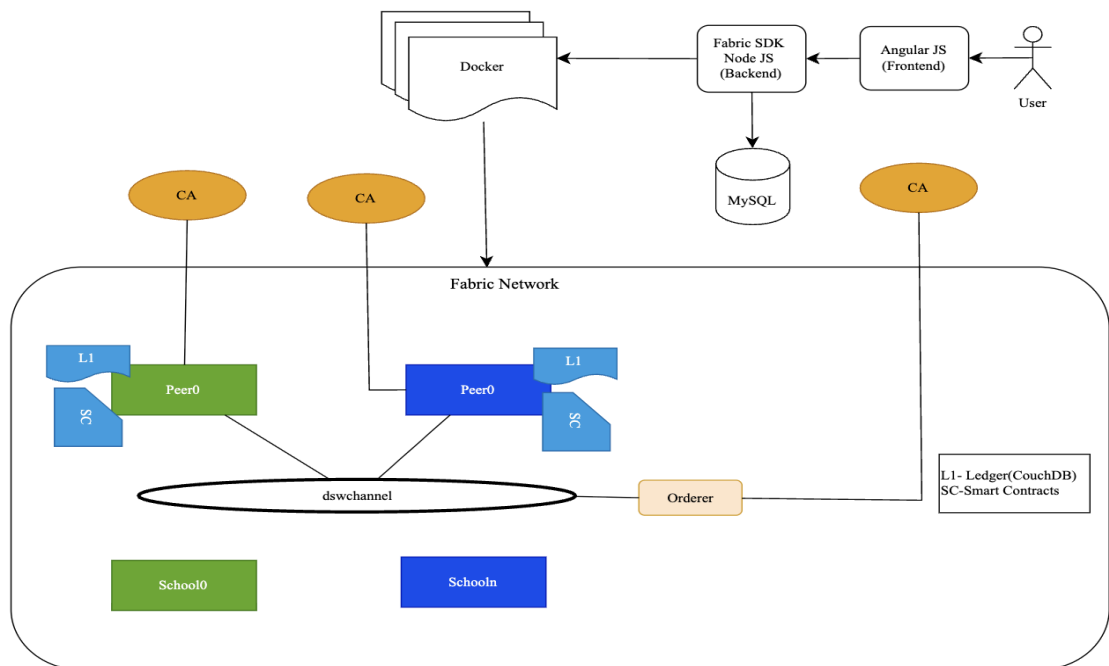 Docker
Fabric SDK
Node JS
(Backend)
Angular JS
(Frontend)
User
MySQL
CA
CA
CA
Fabric Network
L1
Peer0
SC
Peer0
L1
SC
dswchannel
Orderer
L1- Ledger(CouchDB)
SC-Smart Contracts
School0
Schooln